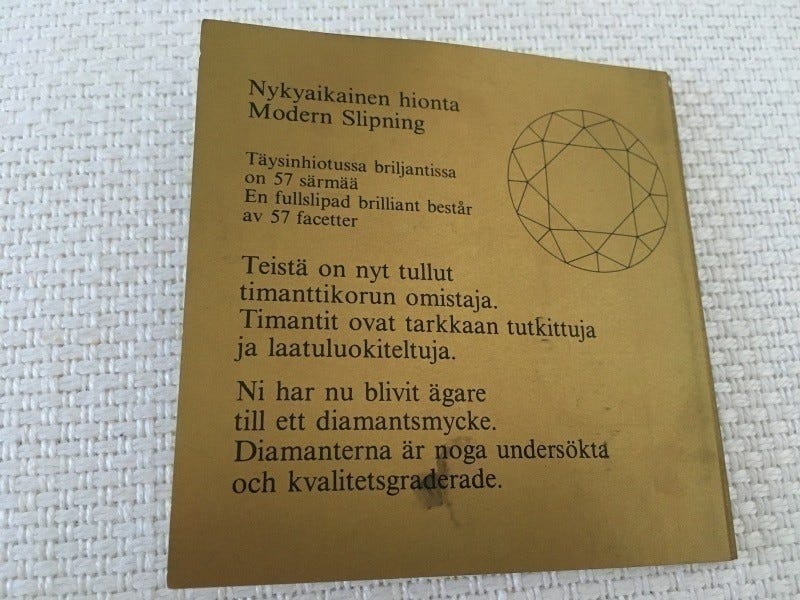 Nykyaikainen hionta
Modern Slipning
Täysinhiotussa briljantissa
on 57 särmää
En fullslipad brilliant består
av 57 facetter
Teistä on nyt tullut
timanttikorun omistaja.
Timantit ovat tarkkaan tutkittuja
ja laatuluokiteltuja.
Ni har nu blivit ägare
till ett diamantsmycke.
Diamanterna är noga undersökta
och kvalitetsgraderade.